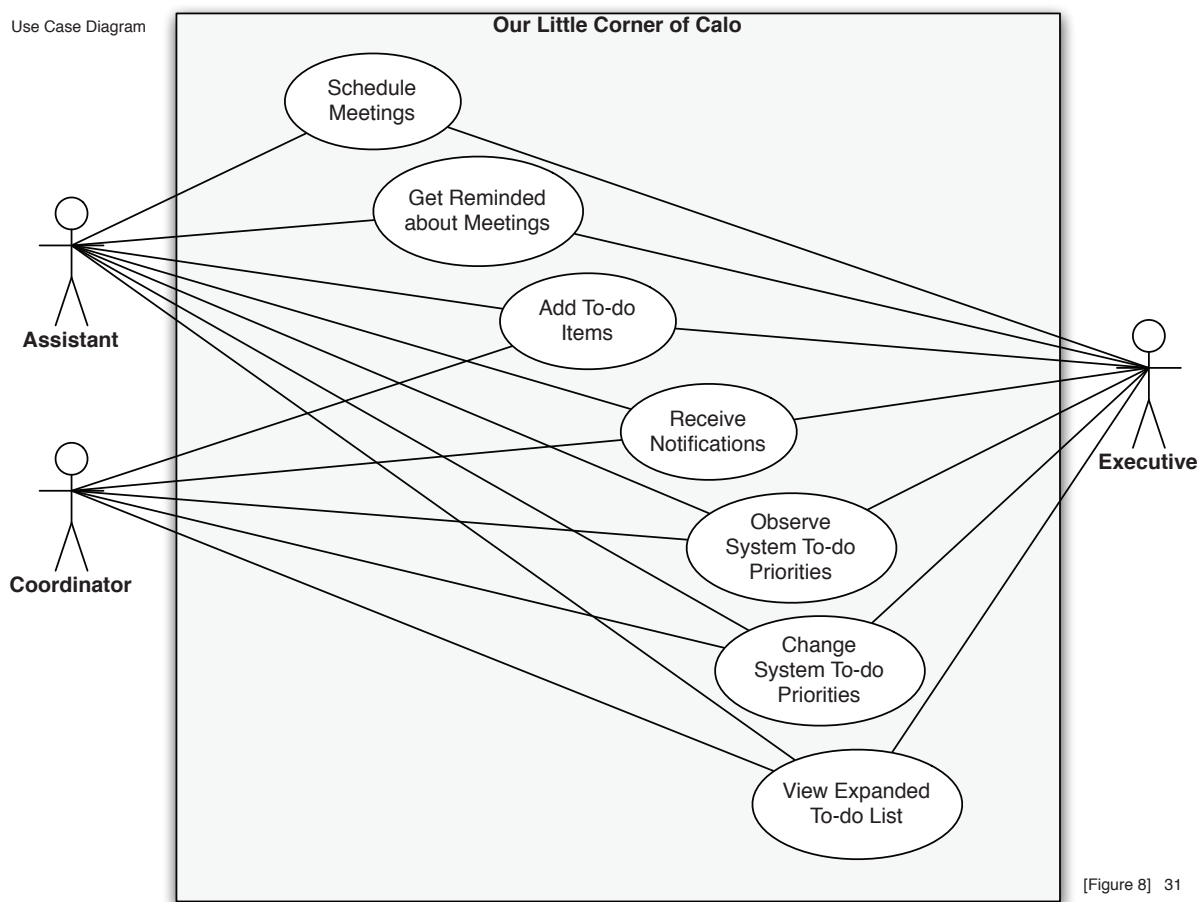 Use Case Diagram
Our Little Corner of Calo
Schedule
Meetings
Get Reminded
about Meetings
Add To-do
Items
Assistant
Receive
Notifications
Executive
Observe
System To-do
Priorities
Coordinator
Change
System To-do
Priorities
View Expanded
To-do List
[Figure 8] 31